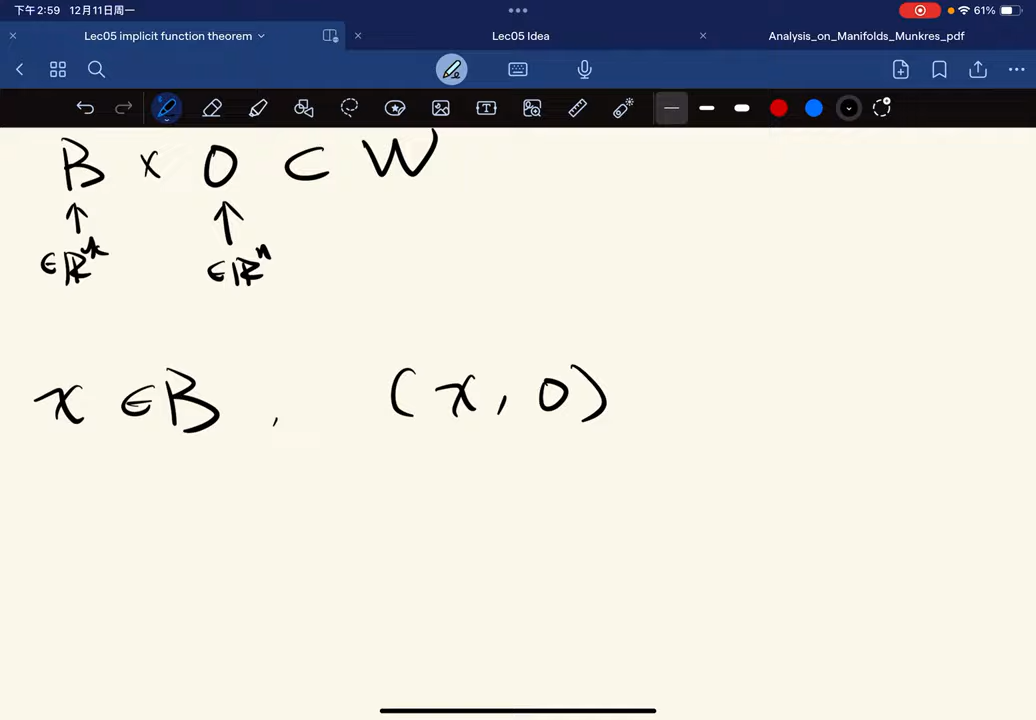 下午2:59 12月11日周一
61%
Lec05 implicit function theorem
Lec05 Idea
Analysis_on_Manifolds_Munkres_pdf
B × 0 ⊂ W
↑ ↑
∈ℝᵏ ∈ℝⁿ
x ∈ B , (x, 0)